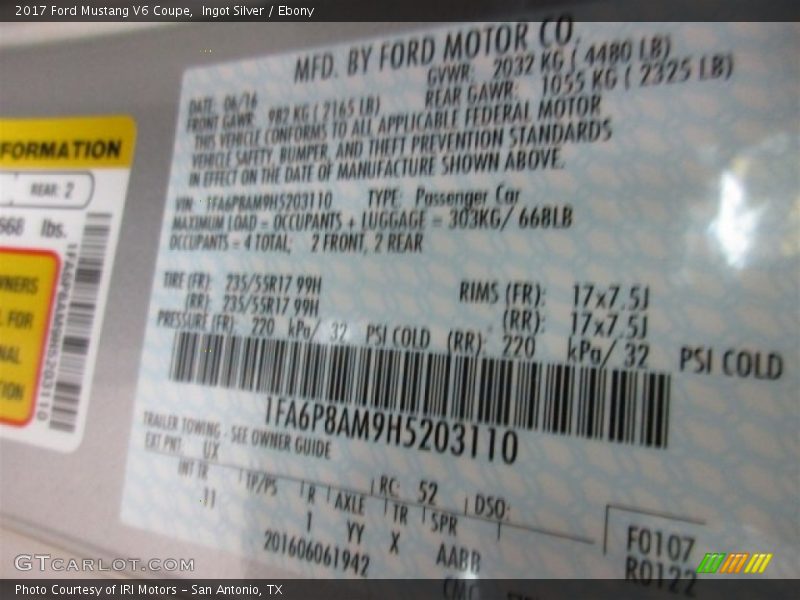 2017 Ford Mustang V6 Coupe, Ingot Silver / Ebony
FORMATION
REAR: 2
668 lbs.
1FA6P8AM9H5203110
WNERS
FOR
MFD. BY FORD MOTOR CO.
DATE: 06/16 GVWR: 2032 KG ( 4480 LB)
FRONT GAWR: 982 KG ( 2165 LB) REAR GAWR: 1055 KG ( 2325 LB)
THIS VEHICLE CONFORMS TO ALL APPLICABLE FEDERAL MOTOR
VEHICLE SAFETY, BUMPER, AND THEFT PREVENTION STANDARDS
IN EFFECT ON THE DATE OF MANUFACTURE SHOWN ABOVE.
VIN: 1FA6P8AM9H5203110 TYPE: Passenger Car
MAXIMUM LOAD = OCCUPANTS + LUGGAGE = 303KG/ 668LB
OCCUPANTS = 4 TOTAL; 2 FRONT, 2 REAR
TIRE (FR): 235/55R17 99H RIMS (FR): 17x7.5J
(RR): 235/55R17 99H (RR): 17x7.5J
PRESSURE (FR): 220 kPa/ 32 PSI COLD (RR): 220 kPa/ 32 PSI COLD
1FA6P8AM9H5203110
TRAILER TOWING - SEE OWNER GUIDE
EXT PNT: UX RC: 52 DSO:
INT TR TP/PS R AXLE TR SPR
11 1 YY X AABB
201606061942
F0107
R0122
GTCARLOT.COM
Photo Courtesy of IRI Motors – San Antonio, TX